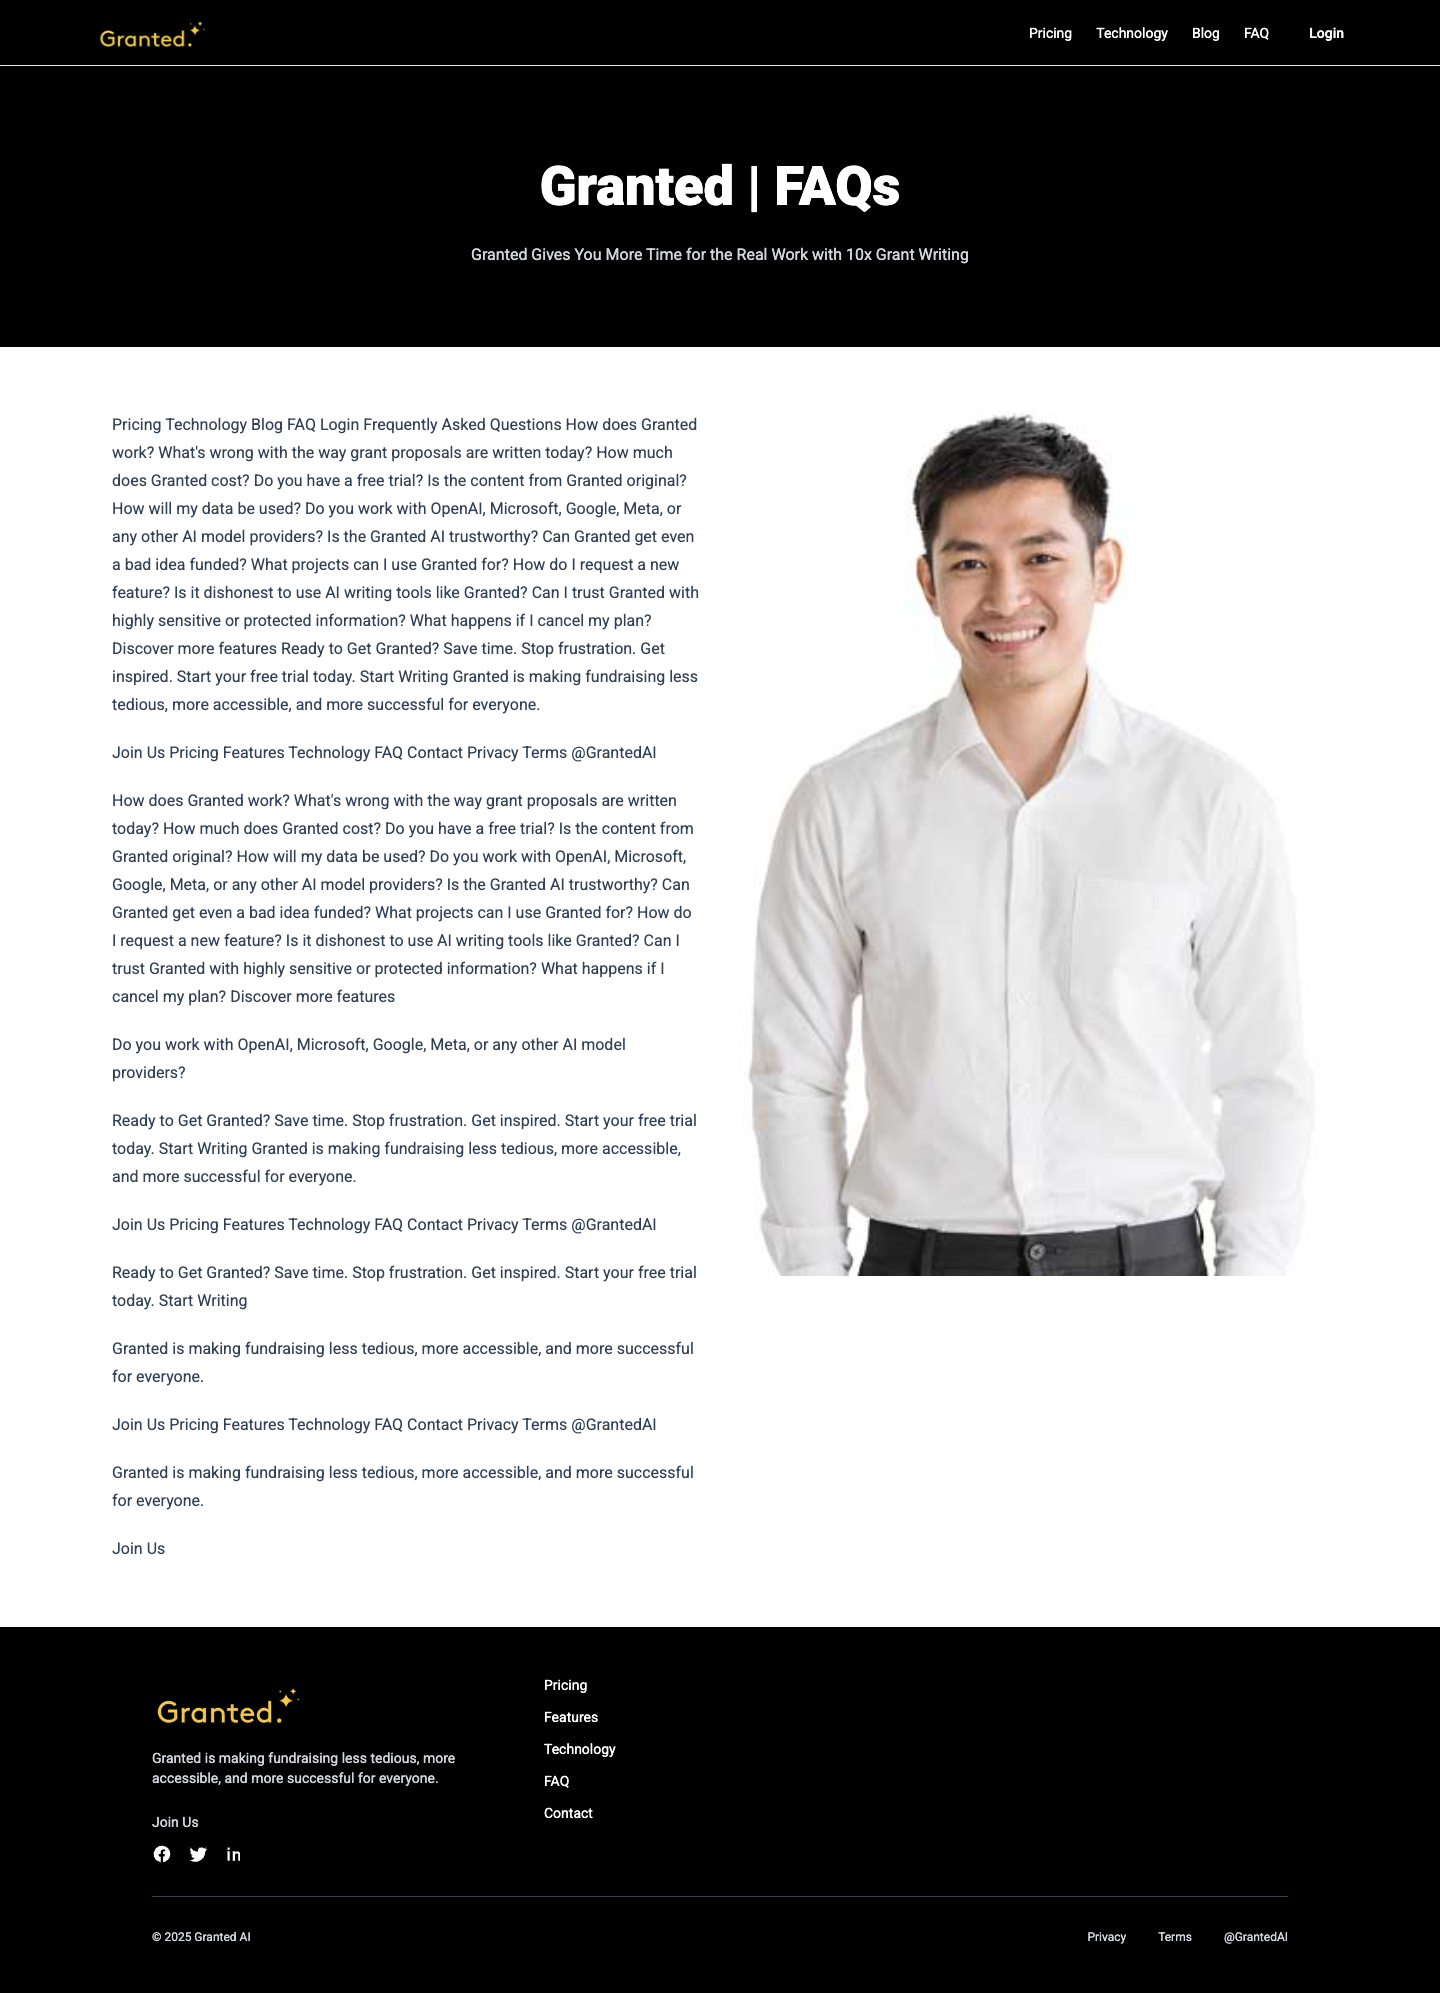 Granted.
Pricing Technology Blog FAQ Login
Granted | FAQs
Granted Gives You More Time for the Real Work with 10x Grant Writing
Pricing Technology Blog FAQ Login Frequently Asked Questions How does Granted
work? What's wrong with the way grant proposals are written today? How much
does Granted cost? Do you have a free trial? Is the content from Granted original?
How will my data be used? Do you work with OpenAI, Microsoft, Google, Meta, or
any other AI model providers? Is the Granted AI trustworthy? Can Granted get even
a bad idea funded? What projects can I use Granted for? How do I request a new
feature? Is it dishonest to use AI writing tools like Granted? Can I trust Granted with
highly sensitive or protected information? What happens if I cancel my plan?
Discover more features Ready to Get Granted? Save time. Stop frustration. Get
inspired. Start your free trial today. Start Writing Granted is making fundraising less
tedious, more accessible, and more successful for everyone.
Join Us Pricing Features Technology FAQ Contact Privacy Terms @GrantedAI
How does Granted work? What's wrong with the way grant proposals are written
today? How much does Granted cost? Do you have a free trial? Is the content from
Granted original? How will my data be used? Do you work with OpenAI, Microsoft,
Google, Meta, or any other AI model providers? Is the Granted AI trustworthy? Can
Granted get even a bad idea funded? What projects can I use Granted for? How do
I request a new feature? Is it dishonest to use AI writing tools like Granted? Can I
trust Granted with highly sensitive or protected information? What happens if I
cancel my plan? Discover more features
Do you work with OpenAI, Microsoft, Google, Meta, or any other AI model
providers?
Ready to Get Granted? Save time. Stop frustration. Get inspired. Start your free trial
today. Start Writing Granted is making fundraising less tedious, more accessible,
and more successful for everyone.
Join Us Pricing Features Technology FAQ Contact Privacy Terms @GrantedAI
Ready to Get Granted? Save time. Stop frustration. Get inspired. Start your free trial
today. Start Writing
Granted is making fundraising less tedious, more accessible, and more successful
for everyone.
Join Us Pricing Features Technology FAQ Contact Privacy Terms @GrantedAI
Granted is making fundraising less tedious, more accessible, and more successful
for everyone.
Join Us
Granted.
Granted is making fundraising less tedious, more
accessible, and more successful for everyone.
Join Us
Pricing
Features
Technology
FAQ
Contact
© 2025 Granted AI
Privacy Terms @GrantedAI